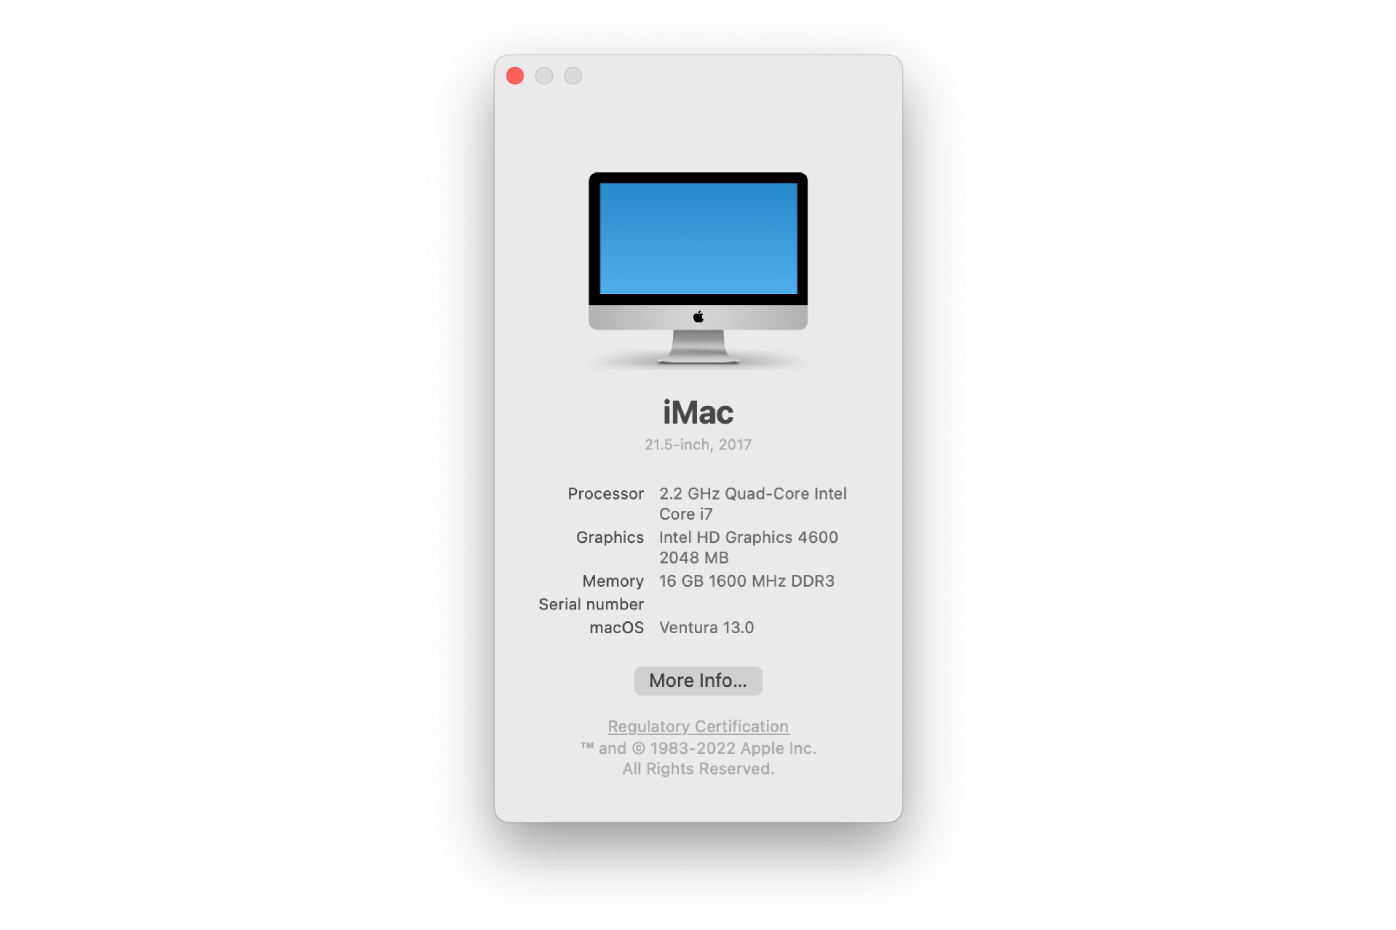 iMac
21.5-inch, 2017
Processor 2.2 GHz Quad-Core Intel
Core i7
Graphics Intel HD Graphics 4600
2048 MB
Memory 16 GB 1600 MHz DDR3
Serial number
macOS Ventura 13.0
More Info...
Regulatory Certification
™ and © 1983-2022 Apple Inc.
All Rights Reserved.